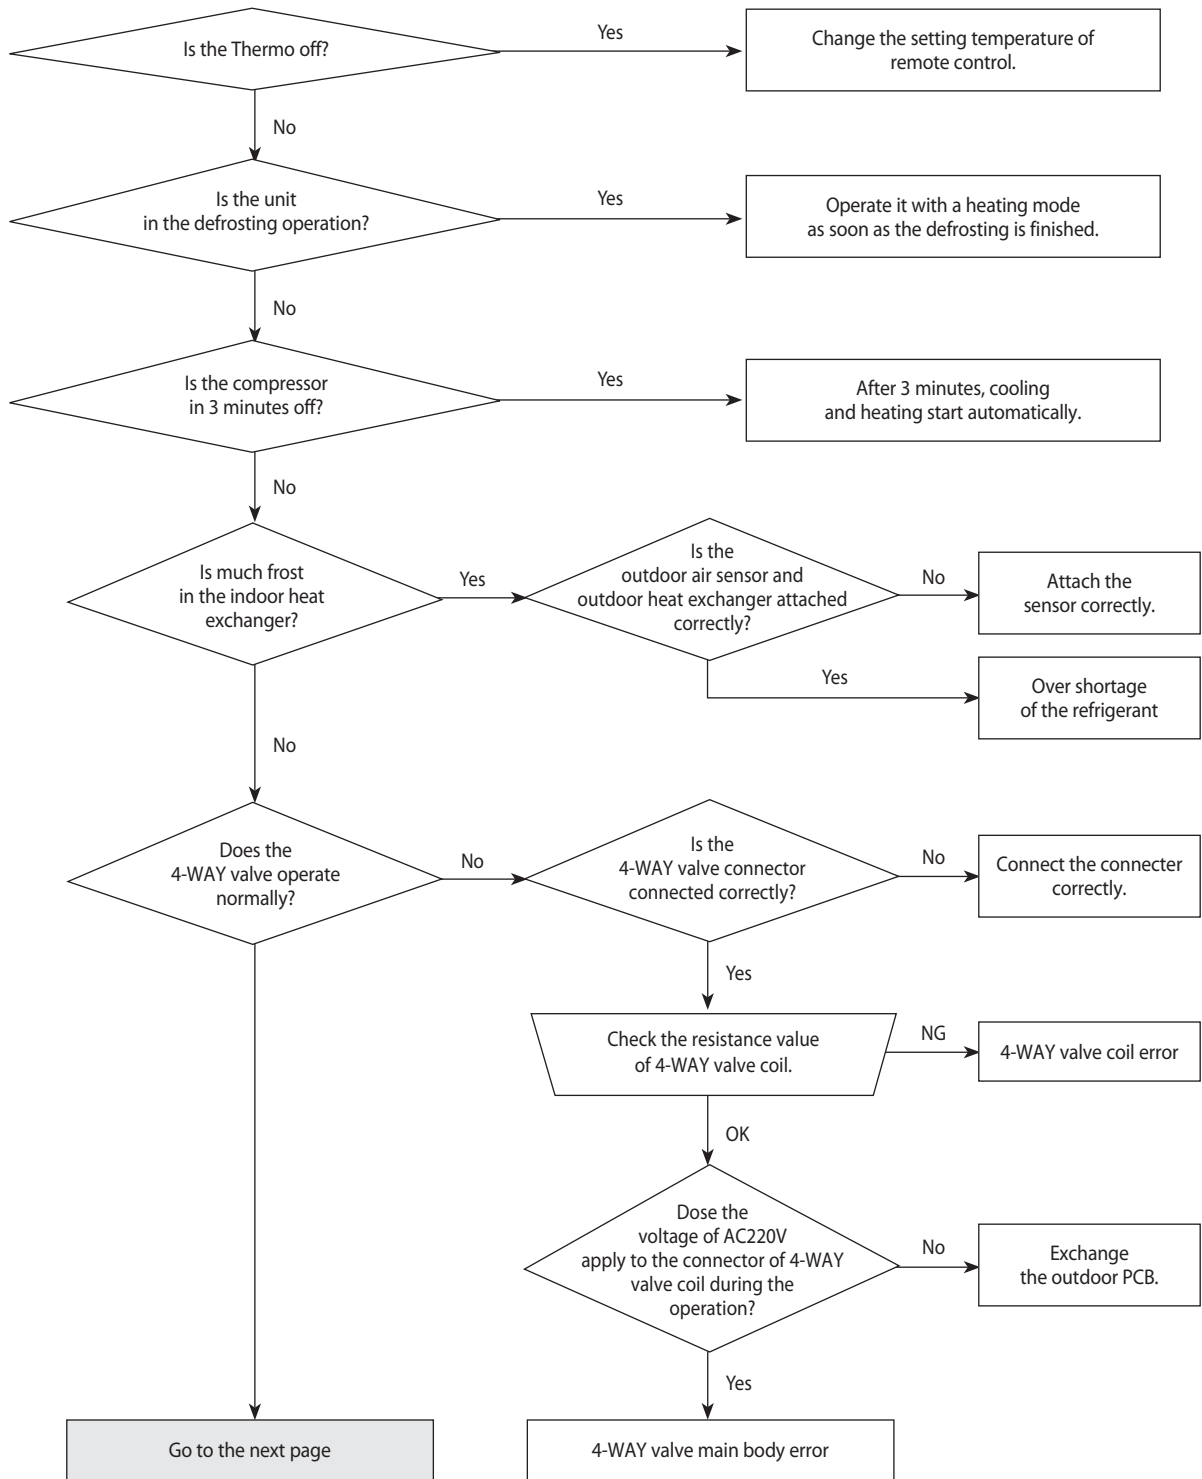 Is the Thermo off?
Yes
Change the setting temperature of
remote control.
No
Is the unit
in the defrosting operation?
Yes
Operate it with a heating mode
as soon as the defrosting is finished.
No
Is the compressor
in 3 minutes off?
Yes
After 3 minutes, cooling
and heating start automatically.
No
Is much frost
in the indoor heat
exchanger?
Yes
Is the
outdoor air sensor and
outdoor heat exchanger attached
correctly?
No
Attach the
sensor correctly.
Yes
Over shortage
of the refrigerant
No
Does the
4-WAY valve operate
normally?
No
Is the
4-WAY valve connector
connected correctly?
No
Connect the connecter
correctly.
Yes
Check the resistance value
of 4-WAY valve coil.
NG
4-WAY valve coil error
OK
Dose the
voltage of AC220V
apply to the connector of 4-WAY
valve coil during the
operation?
No
Exchange
the outdoor PCB.
Yes
Go to the next page
4-WAY valve main body error